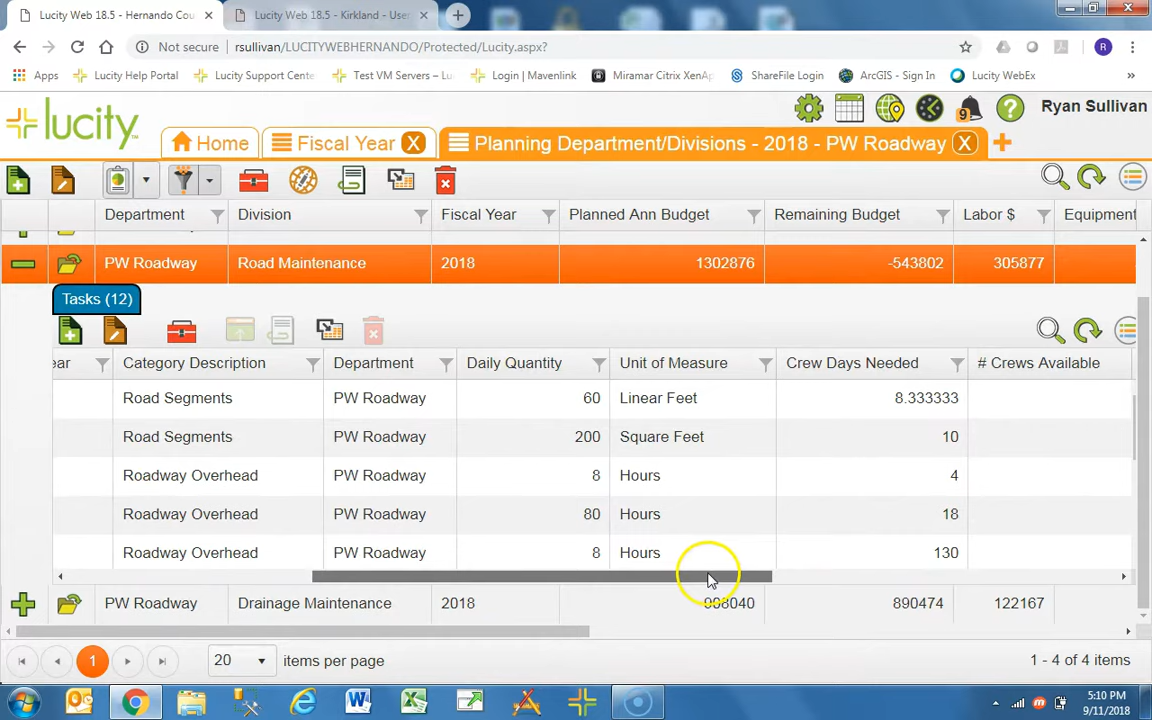 Lucity Web 18.5 - Hernando Cou
Lucity Web 18.5 - Kirkland - User
Not secure
rsullivan/LUCITYWEBHERNANDO/Protected/Lucity.aspx?
R
Apps
Lucity Help Portal
Lucity Support Cente
Test VM Servers – Lu
Login | Mavenlink
Miramar Citrix XenAp
ShareFile Login
ArcGIS - Sign In
Lucity WebEx
»
lucity
Home
Fiscal Year X
Planning Department/Divisions - 2018 - PW Roadway X
9
?
Ryan Sullivan
Department Division Fiscal Year Planned Ann Budget Remaining Budget Labor $ Equipment
PW Roadway Road Maintenance 2018 1302876 -543802 305877
Tasks (12)
ear Category Description Department Daily Quantity Unit of Measure Crew Days Needed # Crews Available
Road Segments PW Roadway 60 Linear Feet 8.333333
Road Segments PW Roadway 200 Square Feet 10
Roadway Overhead PW Roadway 8 Hours 4
Roadway Overhead PW Roadway 80 Hours 18
Roadway Overhead PW Roadway 8 Hours 130
PW Roadway Drainage Maintenance 2018 908040 890474 122167
1 20 items per page 1 - 4 of 4 items
5:10 PM
9/11/2018